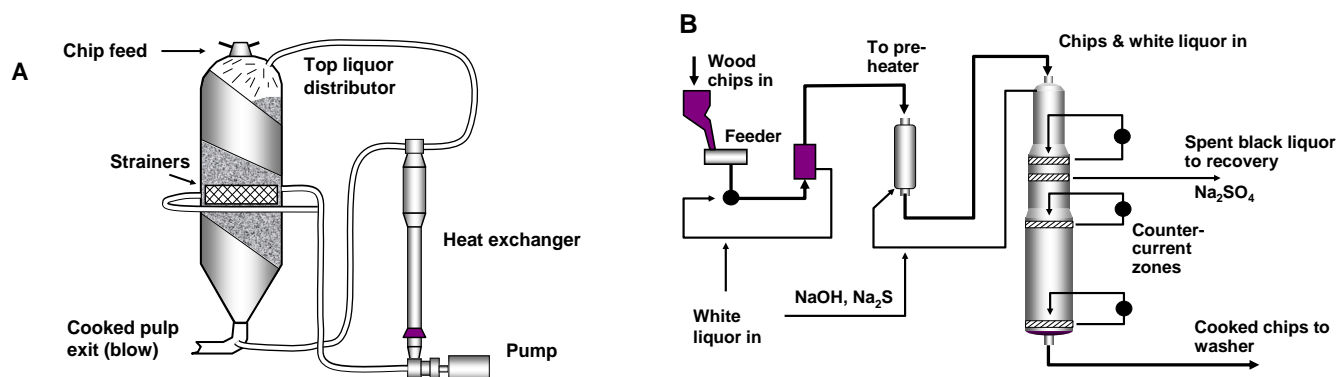 A
Chip feed
Top liquor
distributor
Strainers
Heat exchanger
Cooked pulp
exit (blow)
Pump
B
Wood
chips in
Feeder
To pre-
heater
Chips & white liquor in
Spent black liquor
to recovery
Na₂SO₄
Counter-
current
zones
NaOH, Na₂S
White
liquor in
Cooked chips to
washer